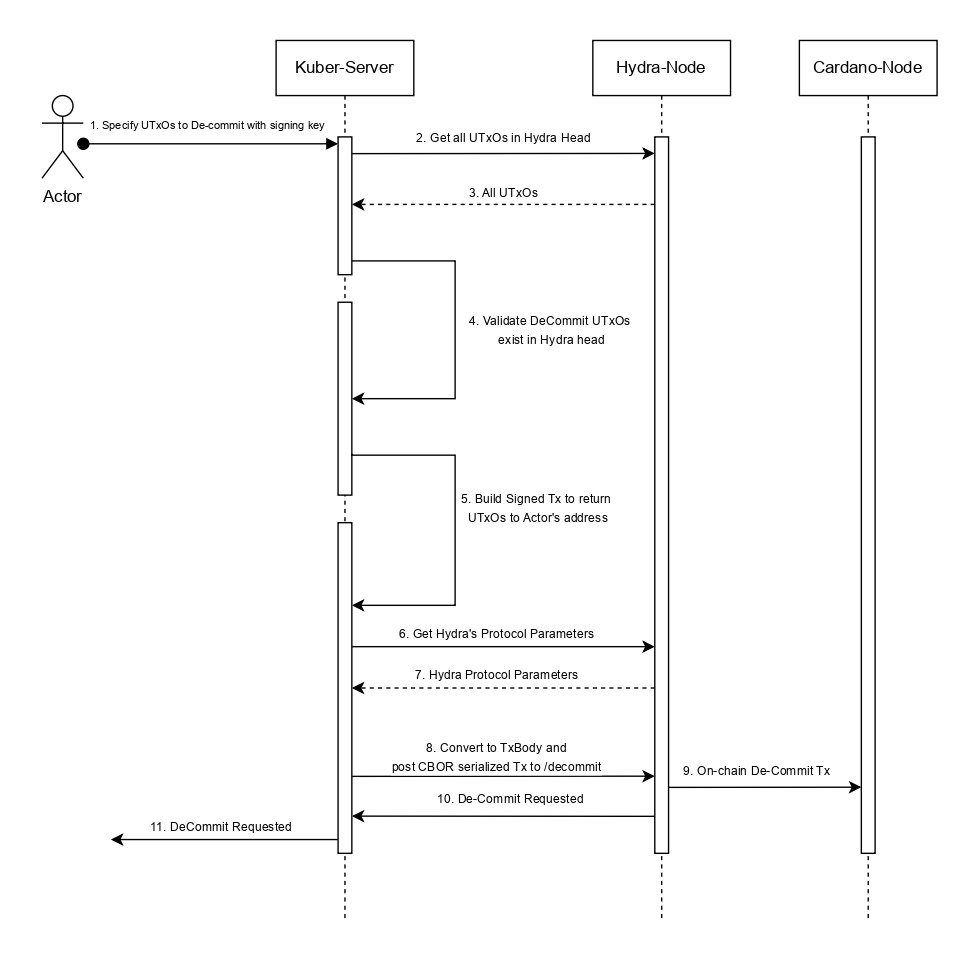 Kuber-Server
Hydra-Node
Cardano-Node
Actor
1. Specify UTxOs to De-commit with signing key
2. Get all UTxOs in Hydra Head
3. All UTxOs
4. Validate DeCommit UTxOs
exist in Hydra head
5. Build Signed Tx to return
UTxOs to Actor's address
6. Get Hydra's Protocol Parameters
7. Hydra Protocol Parameters
8. Convert to TxBody and
post CBOR serialized Tx to /decommit
9. On-chain De-Commit Tx
10. De-Commit Requested
11. DeCommit Requested